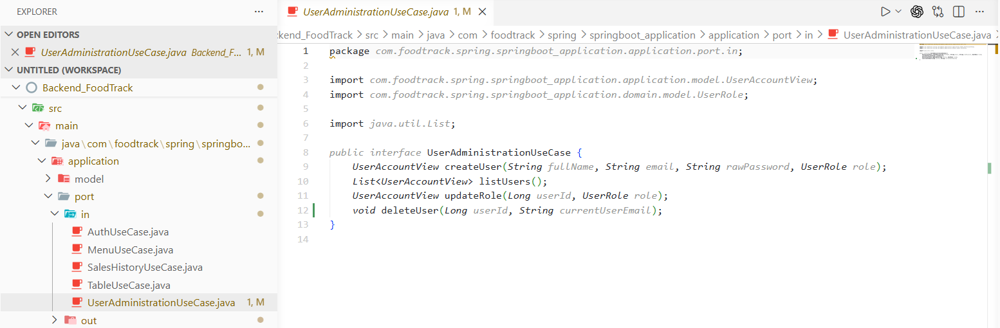 EXPLORER
OPEN EDITORS
UserAdministrationUseCase.java Backend_F... 1, M
UNTITLED (WORKSPACE)
Backend_FoodTrack
src
main
java\com\foodtrack\spring\springbo...
application
model
port
in
AuthUseCase.java
MenuUseCase.java
SalesHistoryUseCase.java
TableUseCase.java
UserAdministrationUseCase.java 1, M
out
UserAdministrationUseCase.java 1, M
ckend_FoodTrack > src > main > java > com > foodtrack > spring > springboot_application > application > port > in > UserAdministrationUseCase.java >
1 package com.foodtrack.spring.springboot_application.application.port.in;
2
3 import com.foodtrack.spring.springboot_application.application.model.UserAccountView;
4 import com.foodtrack.spring.springboot_application.domain.model.UserRole;
5
6 import java.util.List;
7
8 public interface UserAdministrationUseCase {
9 UserAccountView createUser(String fullName, String email, String rawPassword, UserRole role);
10 List<UserAccountView> listUsers();
11 UserAccountView updateRole(Long userId, UserRole role);
12 void deleteUser(Long userId, String currentUserEmail);
13 }
14